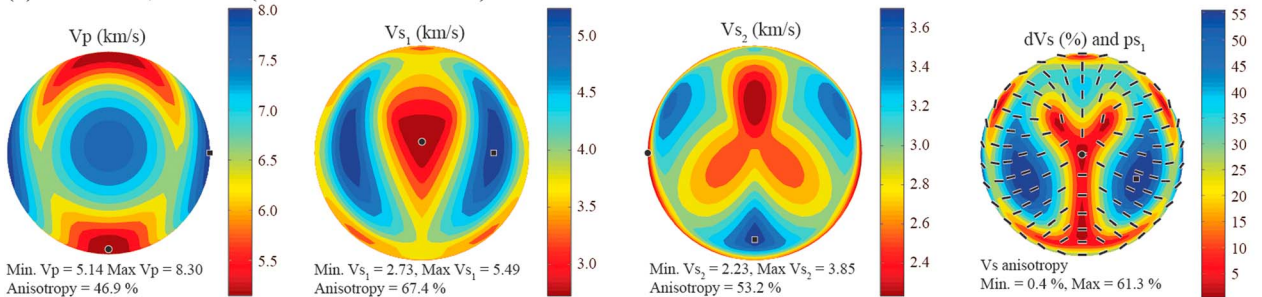 Vp (km/s)
8.0
7.5
7.0
6.5
6.0
5.5
Min. Vp = 5.14 Max Vp = 8.30
Anisotropy = 46.9 %
Vs1 (km/s)
5.0
4.5
4.0
3.5
3.0
Min. Vs1 = 2.73, Max Vs1 = 5.49
Anisotropy = 67.4 %
Vs2 (km/s)
3.6
3.4
3.2
3.0
2.8
2.6
2.4
Min. Vs2 = 2.23, Max Vs2 = 3.85
Anisotropy = 53.2 %
dVs (%) and ps1
55
50
45
40
35
30
25
20
15
10
5
Vs anisotropy
Min. = 0.4 %, Max = 61.3 %